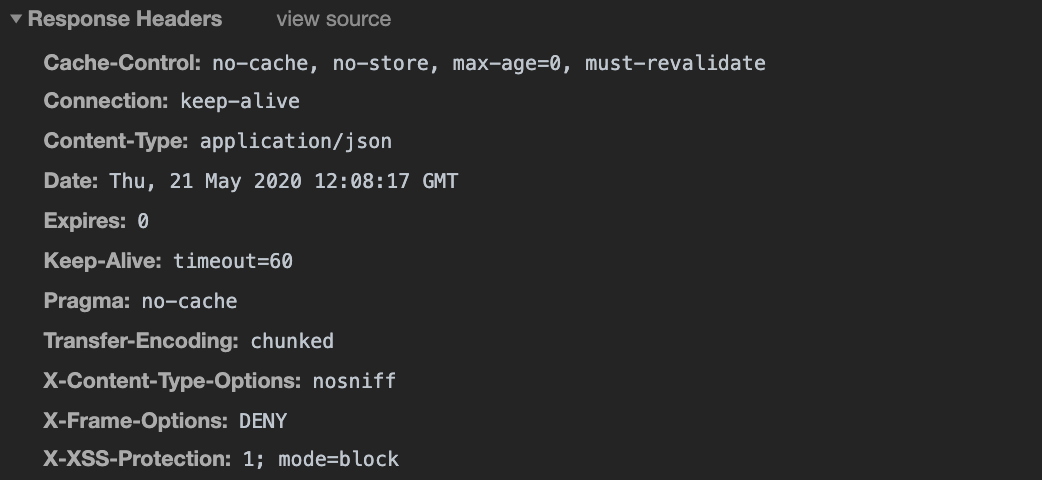 Response Headers view source
Cache-Control: no-cache, no-store, max-age=0, must-revalidate
Connection: keep-alive
Content-Type: application/json
Date: Thu, 21 May 2020 12:08:17 GMT
Expires: 0
Keep-Alive: timeout=60
Pragma: no-cache
Transfer-Encoding: chunked
X-Content-Type-Options: nosniff
X-Frame-Options: DENY
X-XSS-Protection: 1; mode=block